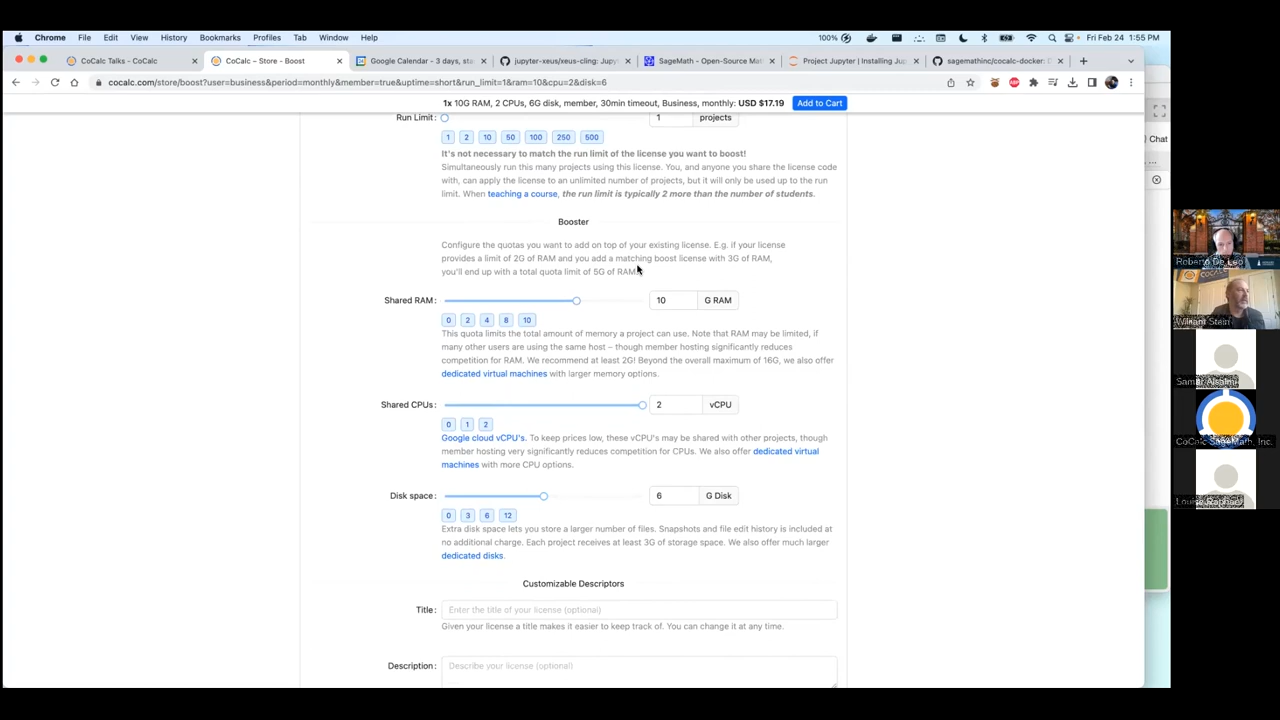 Chrome File Edit View History Bookmarks Profiles Tab Window Help 100% Fri Feb 24 1:55 PM
CoCalc Talks - CoCalc
CoCalc – Store - Boost
Google Calendar - 3 days, sta
jupyter-xeus/xeus-cling: Jupyt
SageMath - Open-Source Mat
Project Jupyter | Installing Ju
sagemathinc/cocalc-docker: D
cocalc.com/store/boost?user=business&period=monthly&member=true&uptime=short&run_limit=1&ram=10&cpu=2&disk=6
1x 10G RAM, 2 CPUs, 6G disk, member, 30min timeout, Business, monthly: USD $17.19 Add to Cart
Run Limit: 1 projects
1 2 10 50 100 250 500
It's not necessary to match the run limit of the license you want to boost!
Simultaneously run this many projects using this license. You, and anyone you share the license code
with, can apply the license to an unlimited number of projects, but it will only be used up to the run
limit. When teaching a course, the run limit is typically 2 more than the number of students.
Booster
Configure the quotas you want to add on top of your existing license. E.g. if your license
provides a limit of 2G of RAM and you add a matching boost license with 3G of RAM,
you'll end up with a total quota limit of 5G of RAM.
Shared RAM: 10 G RAM
0 2 4 8 10
This quota limits the total amount of memory a project can use. Note that RAM may be limited, if
many other users are using the same host – though member hosting significantly reduces
competition for RAM. We recommend at least 2G! Beyond the overall maximum of 16G, we also offer
dedicated virtual machines with larger memory options.
Shared CPUs: 2 vCPU
0 1 2
Google cloud vCPU's. To keep prices low, these vCPU's may be shared with other projects, though
member hosting very significantly reduces competition for CPUs. We also offer dedicated virtual
machines with more CPU options.
Disk space: 6 G Disk
0 3 6 12
Extra disk space lets you store a larger number of files. Snapshots and file edit history is included at
no additional charge. Each project receives at least 3G of storage space. We also offer much larger
dedicated disks.
Customizable Descriptors
Title: Enter the title of your license (optional)
Given your license a title makes it easier to keep track of. You can change it at any time.
Description: Describe your license (optional)
Chat
Roberto De Leo
William Stein
CoCalc SageMath, Inc.
Louise Raphael